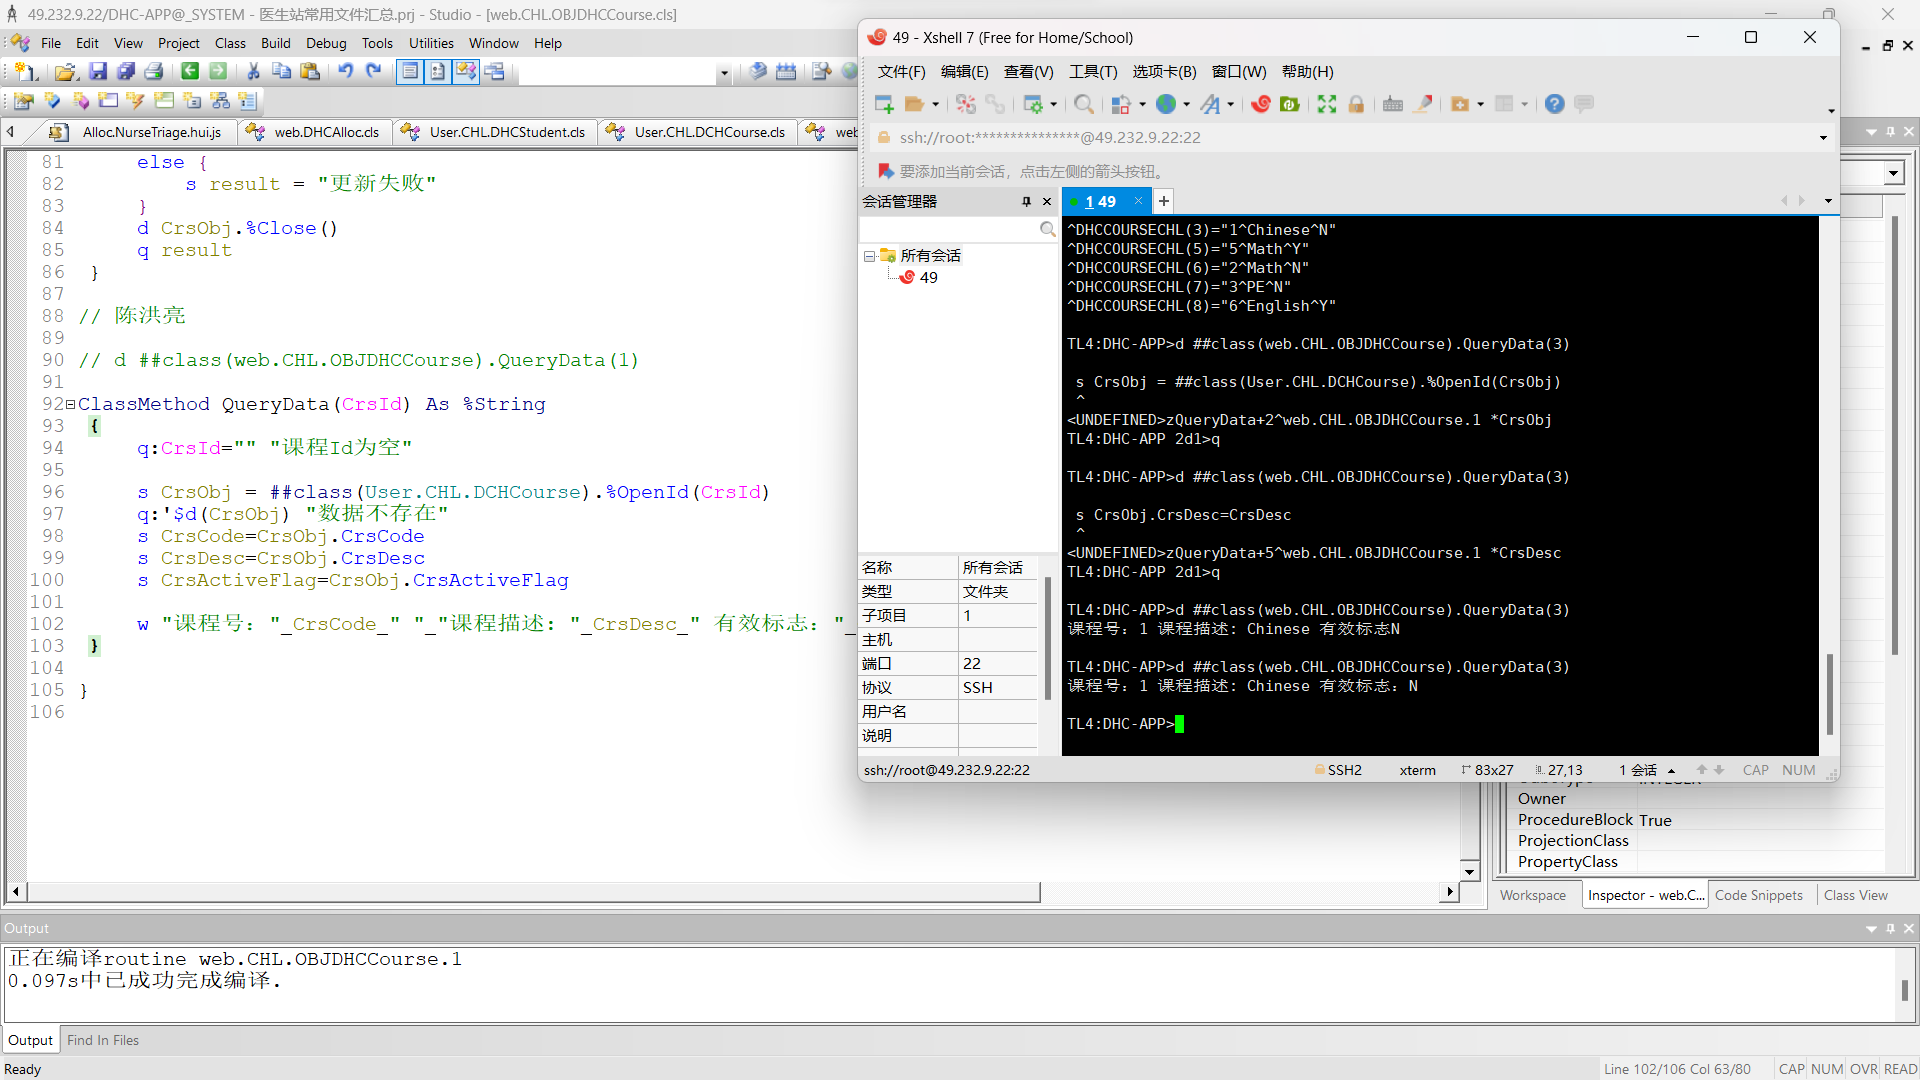 49.232.9.22/DHC-APP@_SYSTEM - 医生站常用文件汇总.prj - Studio - [web.CHL.OBJDHCCourse.cls]
File Edit View Project Class Build Debug Tools Utilities Window Help
Alloc.NurseTriage.hui.js web.DHCAlloc.cls User.CHL.DHCStudent.cls User.CHL.DCHCourse.cls web
81 else {
82 s result = "更新失败"
83 }
84 d CrsObj.%Close()
85 q result
86 }
87
88 // 陈洪亮
89
90 // d ##class(web.CHL.OBJDHCCourse).QueryData(1)
91
92 ClassMethod QueryData(CrsId) As %String
93 {
94 q:CrsId="" "课程Id为空"
95
96 s CrsObj = ##class(User.CHL.DCHCourse).%OpenId(CrsId)
97 q:'$d(CrsObj) "数据不存在"
98 s CrsCode=CrsObj.CrsCode
99 s CrsDesc=CrsObj.CrsDesc
100 s CrsActiveFlag=CrsObj.CrsActiveFlag
101
102 w "课程号: "_CrsCode_" "_"课程描述: "_CrsDesc_" 有效标志: "_
103 }
104
105 }
106
49 - Xshell 7 (Free for Home/School)
文件(F) 编辑(E) 查看(V) 工具(T) 选项卡(B) 窗口(W) 帮助(H)
ssh://root:***************@49.232.9.22:22
要添加当前会话，点击左侧的箭头按钮。
会话管理器
所有会话
49
名称 所有会话
类型 文件夹
子项目 1
主机
端口 22
协议 SSH
用户名
说明
1 49
^DHCCOURSECHL(3)="1^Chinese^N"
^DHCCOURSECHL(5)="5^Math^Y"
^DHCCOURSECHL(6)="2^Math^N"
^DHCCOURSECHL(7)="3^PE^N"
^DHCCOURSECHL(8)="6^English^Y"
TL4:DHC-APP>d ##class(web.CHL.OBJDHCCourse).QueryData(3)
s CrsObj = ##class(User.CHL.DCHCourse).%OpenId(CrsObj)
^
<UNDEFINED>zQueryData+2^web.CHL.OBJDHCCourse.1 *CrsObj
TL4:DHC-APP 2d1>q
TL4:DHC-APP>d ##class(web.CHL.OBJDHCCourse).QueryData(3)
s CrsObj.CrsDesc=CrsDesc
^
<UNDEFINED>zQueryData+5^web.CHL.OBJDHCCourse.1 *CrsDesc
TL4:DHC-APP 2d1>q
TL4:DHC-APP>d ##class(web.CHL.OBJDHCCourse).QueryData(3)
课程号: 1 课程描述: Chinese 有效标志N
TL4:DHC-APP>d ##class(web.CHL.OBJDHCCourse).QueryData(3)
课程号: 1 课程描述: Chinese 有效标志: N
TL4:DHC-APP>
ssh://root@49.232.9.22:22 SSH2 xterm 83x27 27,13 1 会话 CAP NUM
Owner
ProcedureBlock True
ProjectionClass
PropertyClass
Workspace Inspector - web.C... Code Snippets Class View
Output
正在编译routine web.CHL.OBJDHCCourse.1
0.097s中已成功完成编译.
Output Find In Files
Ready Line 102/106 Col 63/80 CAP NUM OVR READ